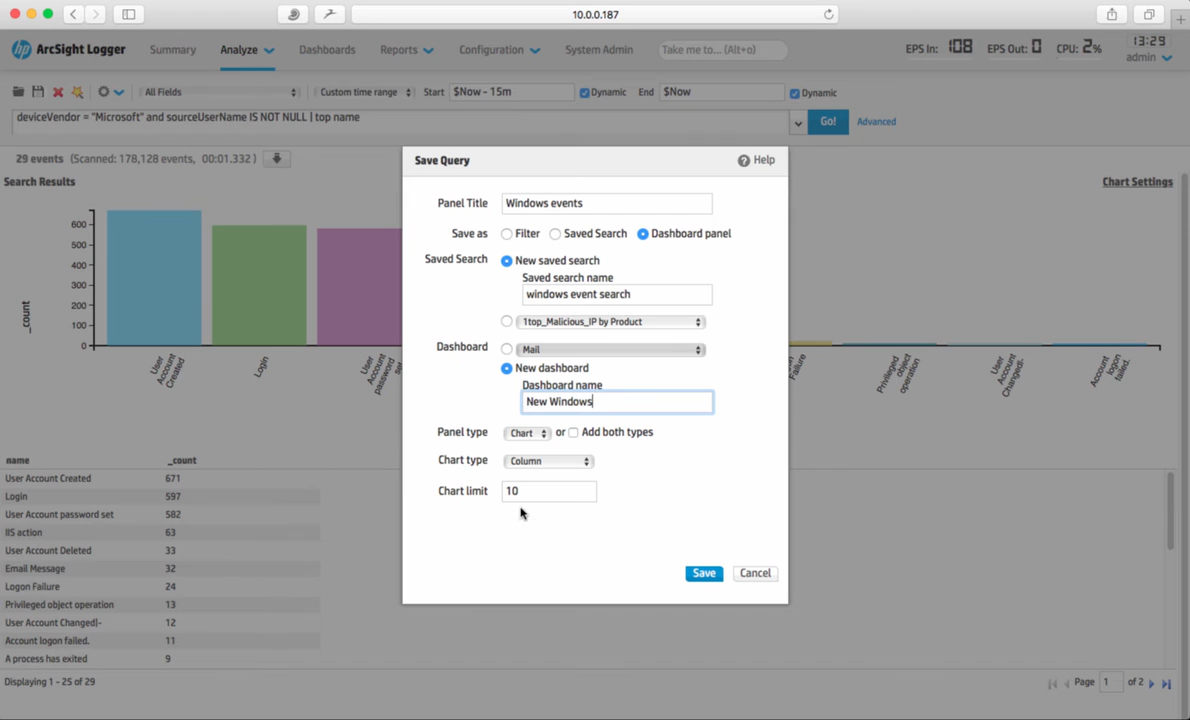 10.0.0.187
hp ArcSight Logger Summary Analyze Dashboards Reports Configuration System Admin Take me to... (Alt+o) EPS In: 108 EPS Out: 0 CPU: 2% 13:29
admin
All Fields Custom time range Start $Now - 15m Dynamic End $Now Dynamic
deviceVendor = "Microsoft" and sourceUserName IS NOT NULL | top name
Go! Advanced
29 events (Scanned: 178,128 events, 00:01.332 )
Search Results
Chart Settings
600
500
400
300
200
100
0
_count
User Account Created
Login
User Account password set
Failure
Privileged object operation
User Account Changed|-
Account logon failed.
Save Query
Help
Panel Title Windows events
Save as Filter Saved Search Dashboard panel
Saved Search New saved search
Saved search name
windows event search
1top_Malicious_IP by Product
Dashboard Mail
New dashboard
Dashboard name
New Windows
Panel type Chart or Add both types
Chart type Column
Chart limit 10
Save Cancel
name _count
User Account Created 671
Login 597
User Account password set 582
IIS action 63
User Account Deleted 33
Email Message 32
Logon Failure 24
Privileged object operation 13
User Account Changed|- 12
Account logon failed. 11
A process has exited 9
Displaying 1 - 25 of 29
Page 1 of 2